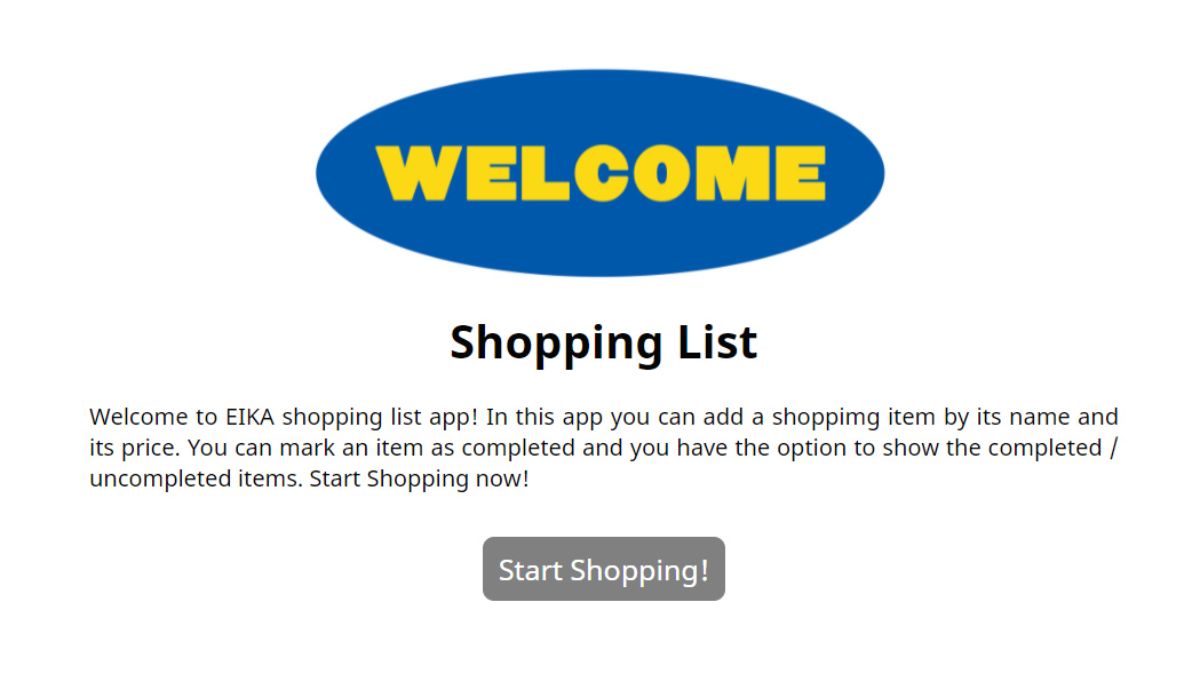 WELCOME
Shopping List
Welcome to EIKA shopping list app! In this app you can add a shoppimg item by its name and
its price. You can mark an item as completed and you have the option to show the completed /
uncompleted items. Start Shopping now!
Start Shopping!